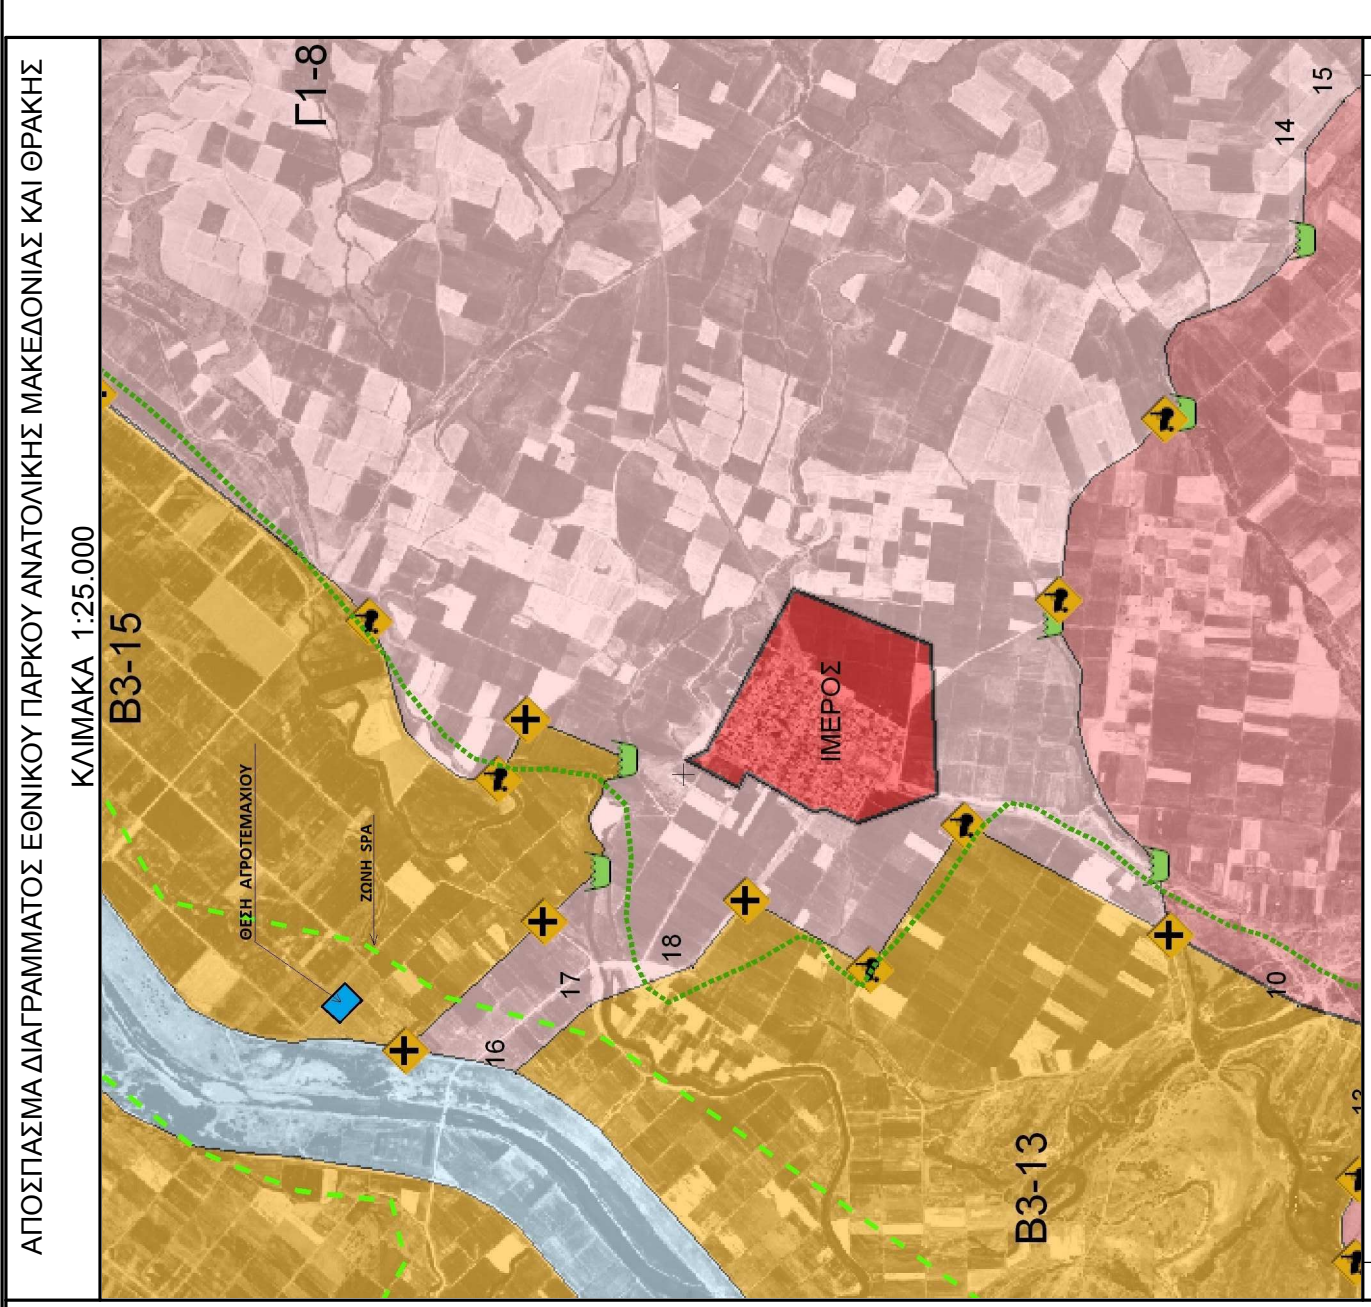 ΑΠΟΣΠΑΣΜΑ ΔΙΑΓΡΑΜΜΑΤΟΣ ΕΘΝΙΚΟΥ ΠΑΡΚΟΥ ΑΝΑΤΟΛΙΚΗΣ ΜΑΚΕΔΟΝΙΑΣ ΚΑΙ ΘΡΑΚΗΣ
ΚΛΙΜΑΚΑ 1:25.000
Β3-15
Γ1-8
ΘΕΣΗ ΑΓΡΟΤΕΜΑΧΙΟΥ
ΖΩΝΗ SPA
16
17
18
ΙΜΕΡΟΣ
Β3-13
10
14
15